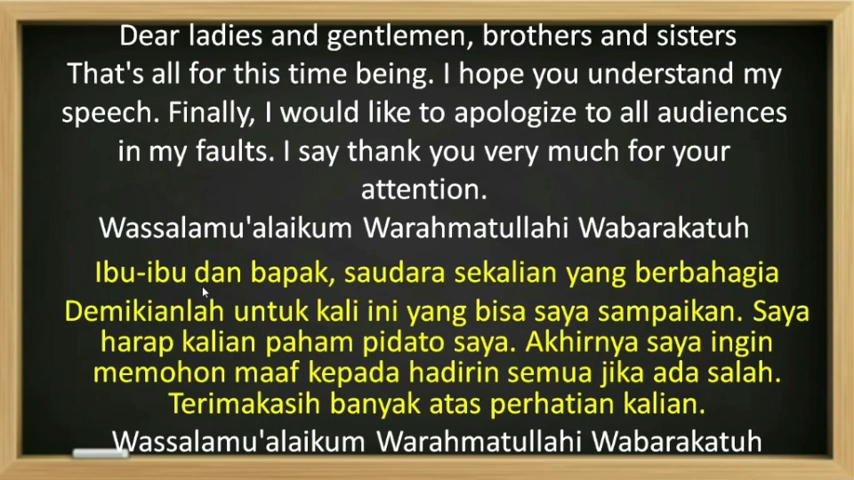 Dear ladies and gentlemen, brothers and sisters
That's all for this time being. I hope you understand my
speech. Finally, I would like to apologize to all audiences
in my faults. I say thank you very much for your
attention.
Wassalamu'alaikum Warahmatullahi Wabarakatuh
Ibu-ibu dan bapak, saudara sekalian yang berbahagia
Demikianlah untuk kali ini yang bisa saya sampaikan. Saya
harap kalian paham pidato saya. Akhirnya saya ingin
memohon maaf kepada hadirin semua jika ada salah.
Terimakasih banyak atas perhatian kalian.
Wassalamu'alaikum Warahmatullahi Wabarakatuh